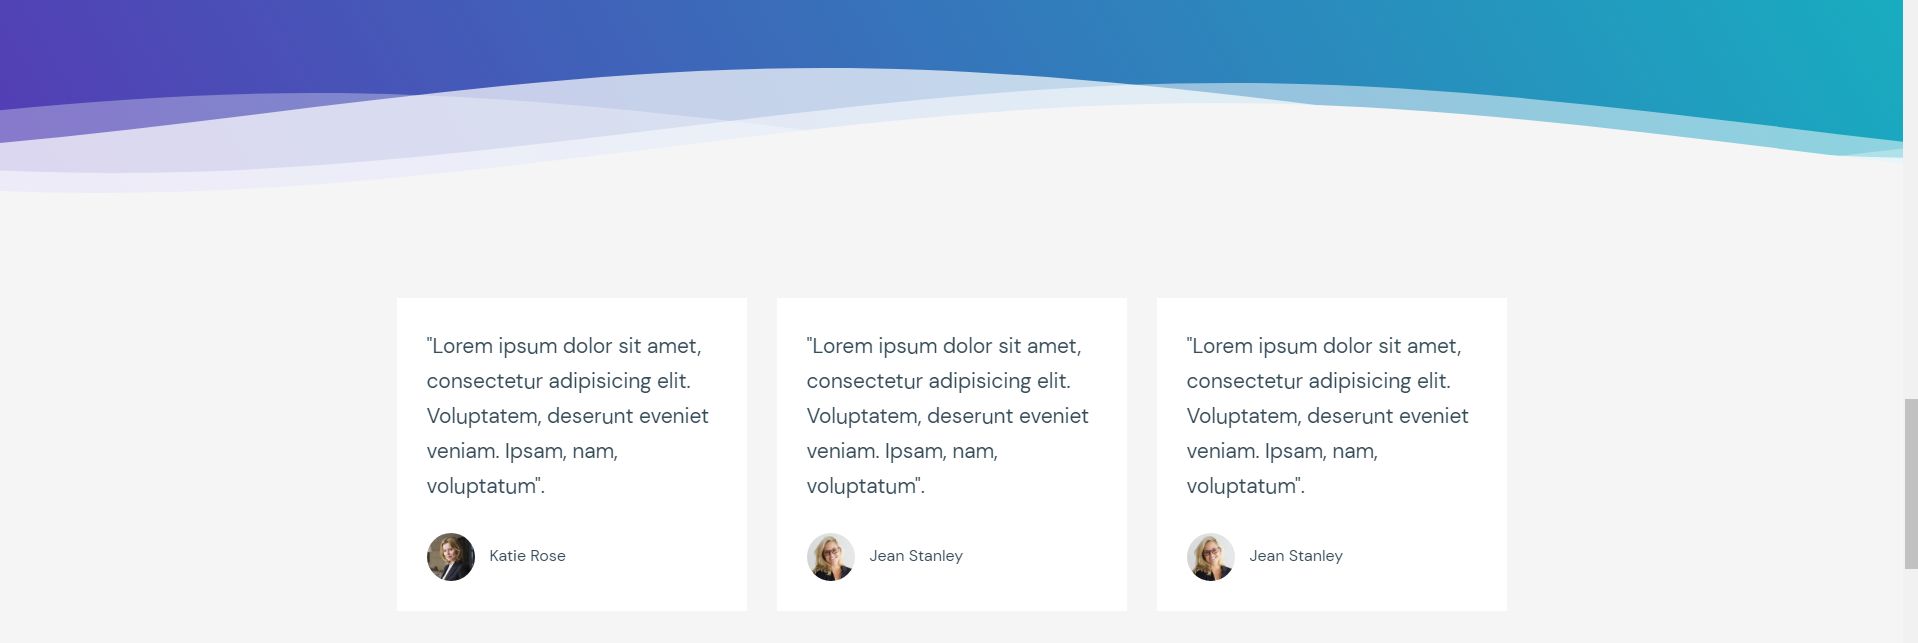 "Lorem ipsum dolor sit amet,
consectetur adipisicing elit.
Voluptatem, deserunt eveniet
veniam. Ipsam, nam,
voluptatum".
Katie Rose
"Lorem ipsum dolor sit amet,
consectetur adipisicing elit.
Voluptatem, deserunt eveniet
veniam. Ipsam, nam,
voluptatum".
Jean Stanley
"Lorem ipsum dolor sit amet,
consectetur adipisicing elit.
Voluptatem, deserunt eveniet
veniam. Ipsam, nam,
voluptatum".
Jean Stanley